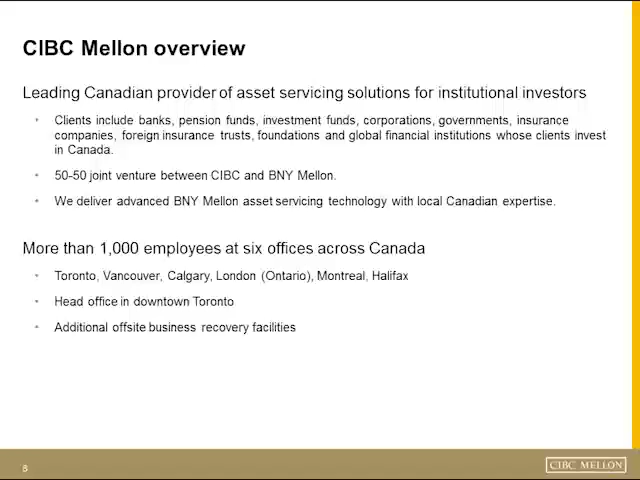 CIBC Mellon overview
Leading Canadian provider of asset servicing solutions for institutional investors
• Clients include banks, pension funds, investment funds, corporations, governments, insurance
companies, foreign insurance trusts, foundations and global financial institutions whose clients invest
in Canada.
• 50-50 joint venture between CIBC and BNY Mellon.
• We deliver advanced BNY Mellon asset servicing technology with local Canadian expertise.
More than 1,000 employees at six offices across Canada
• Toronto, Vancouver, Calgary, London (Ontario), Montreal, Halifax
• Head office in downtown Toronto
• Additional offsite business recovery facilities
8
CIBC MELLON